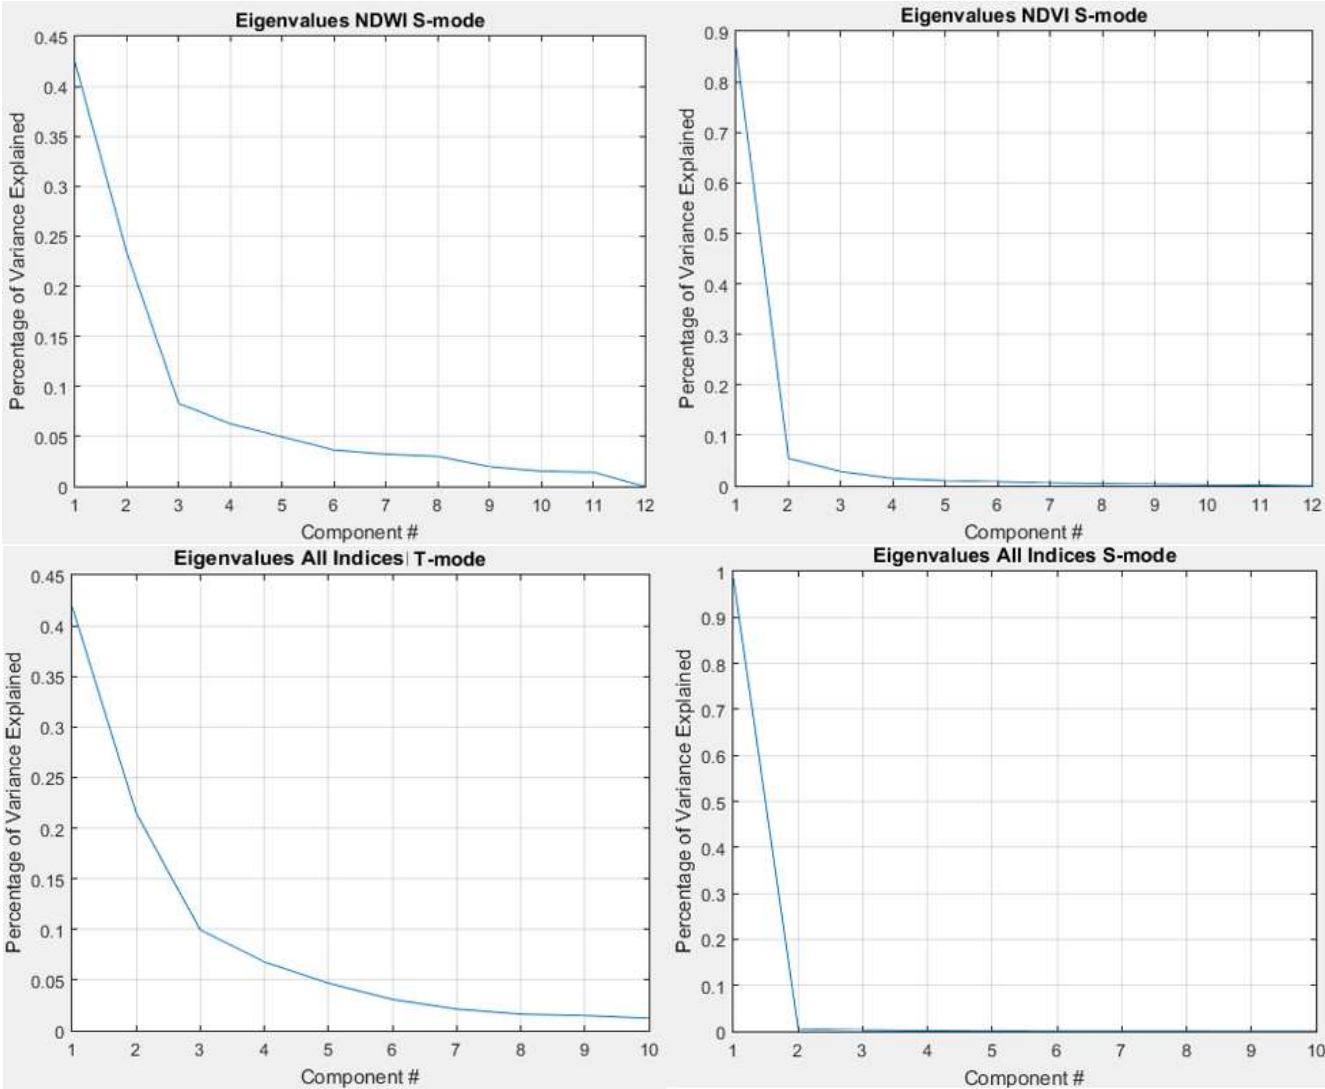 Eigenvalues NDWI S-mode
0.45
0.4
0.35
0.3
0.25
0.2
0.15
0.1
0.05
0
Percentage of Variance Explained
1 2 3 4 5 6 7 8 9 10 11 12
Component #
Eigenvalues NDVI S-mode
0.9
0.8
0.7
0.6
0.5
0.4
0.3
0.2
0.1
0
Percentage of Variance Explained
1 2 3 4 5 6 7 8 9 10 11 12
Component #
Eigenvalues All Indices T-mode
0.45
0.4
0.35
0.3
0.25
0.2
0.15
0.1
0.05
0
Percentage of Variance Explained
1 2 3 4 5 6 7 8 9 10
Component #
Eigenvalues All Indices S-mode
1
0.9
0.8
0.7
0.6
0.5
0.4
0.3
0.2
0.1
0
Percentage of Variance Explained
1 2 3 4 5 6 7 8 9 10
Component #